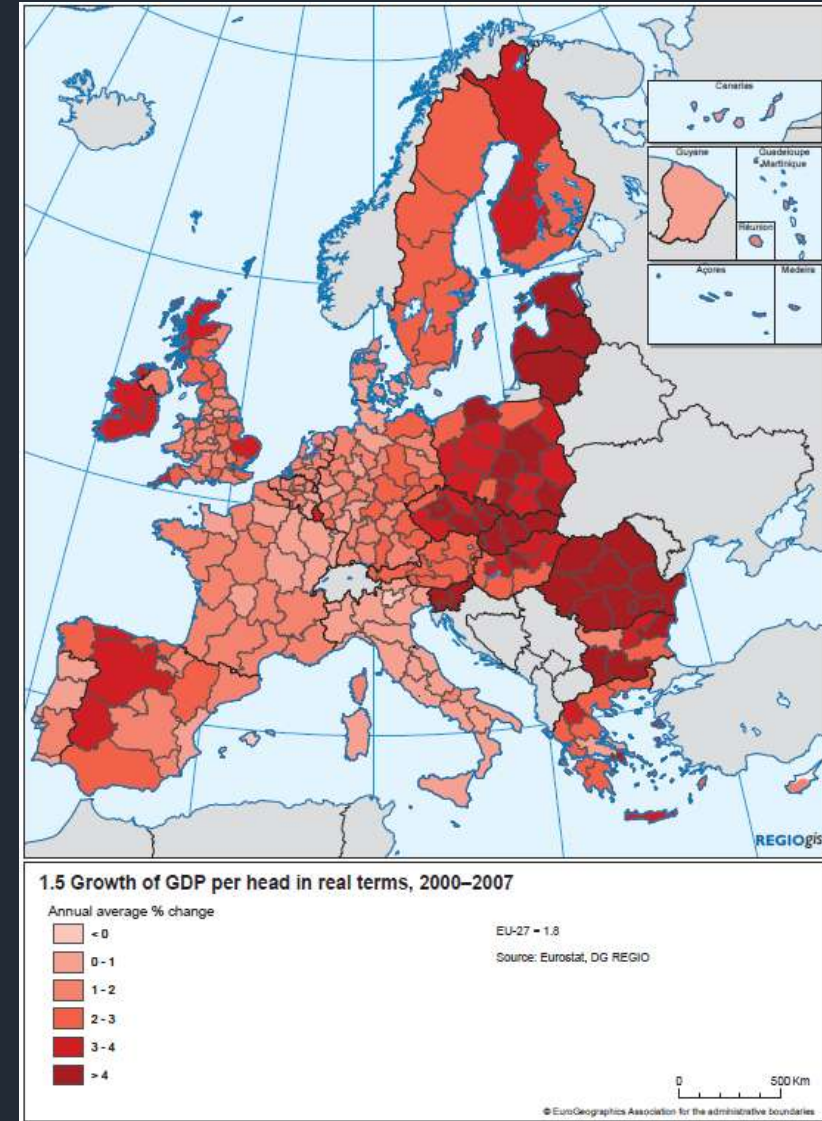 Canarias
Guyane
Guadeloupe
Martinique
Réunion
Açores
Madeira
REGIOgis
1.5 Growth of GDP per head in real terms, 2000–2007
Annual average % change
< 0
0 - 1
1 - 2
2 - 3
3 - 4
> 4
EU-27 = 1.8
Source: Eurostat, DG REGIO
0 500 Km
© EuroGeographics Association for the administrative boundaries